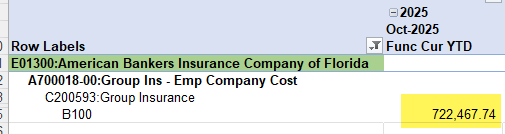 2025
Oct-2025
Row Labels Func Cur YTD
E01300:American Bankers Insurance Company of Florida
A700018-00:Group Ins - Emp Company Cost
C200593:Group Insurance
B100 722,467.74